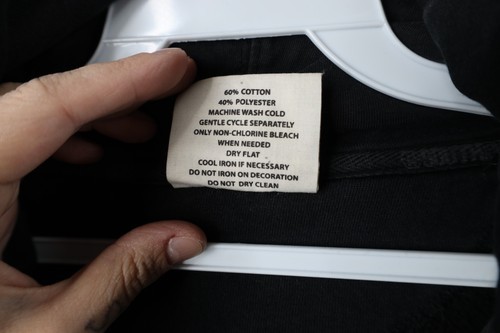 60% COTTON
40% POLYESTER
MACHINE WASH COLD
GENTLE CYCLE SEPARATELY
ONLY NON-CHLORINE BLEACH
WHEN NEEDED
DRY FLAT
COOL IRON IF NECESSARY
DO NOT IRON ON DECORATION
DO NOT DRY CLEAN